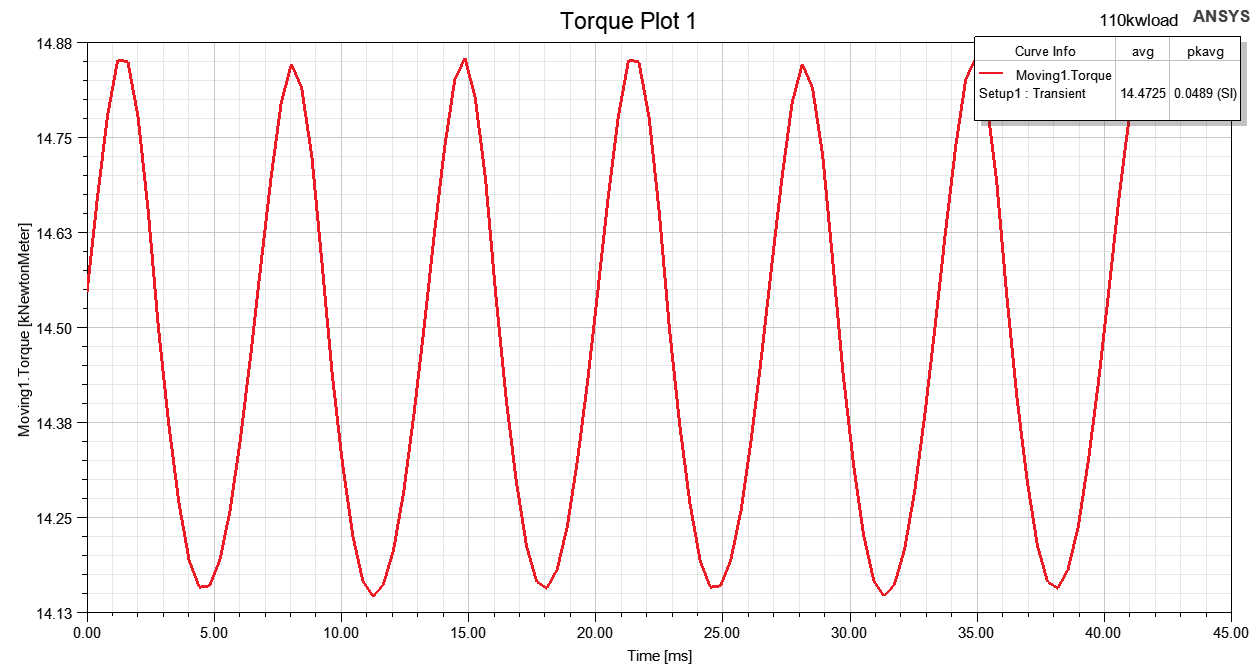 Torque Plot 1
110kwload
ANSYS
Curve Info avg pkavg
Moving1.Torque
Setup1 : Transient 14.4725 0.0489 (SI)
Moving1.Torque [kNewtonMeter]
14.88
14.75
14.63
14.50
14.38
14.25
14.13
0.00 5.00 10.00 15.00 20.00 25.00 30.00 35.00 40.00 45.00
Time [ms]